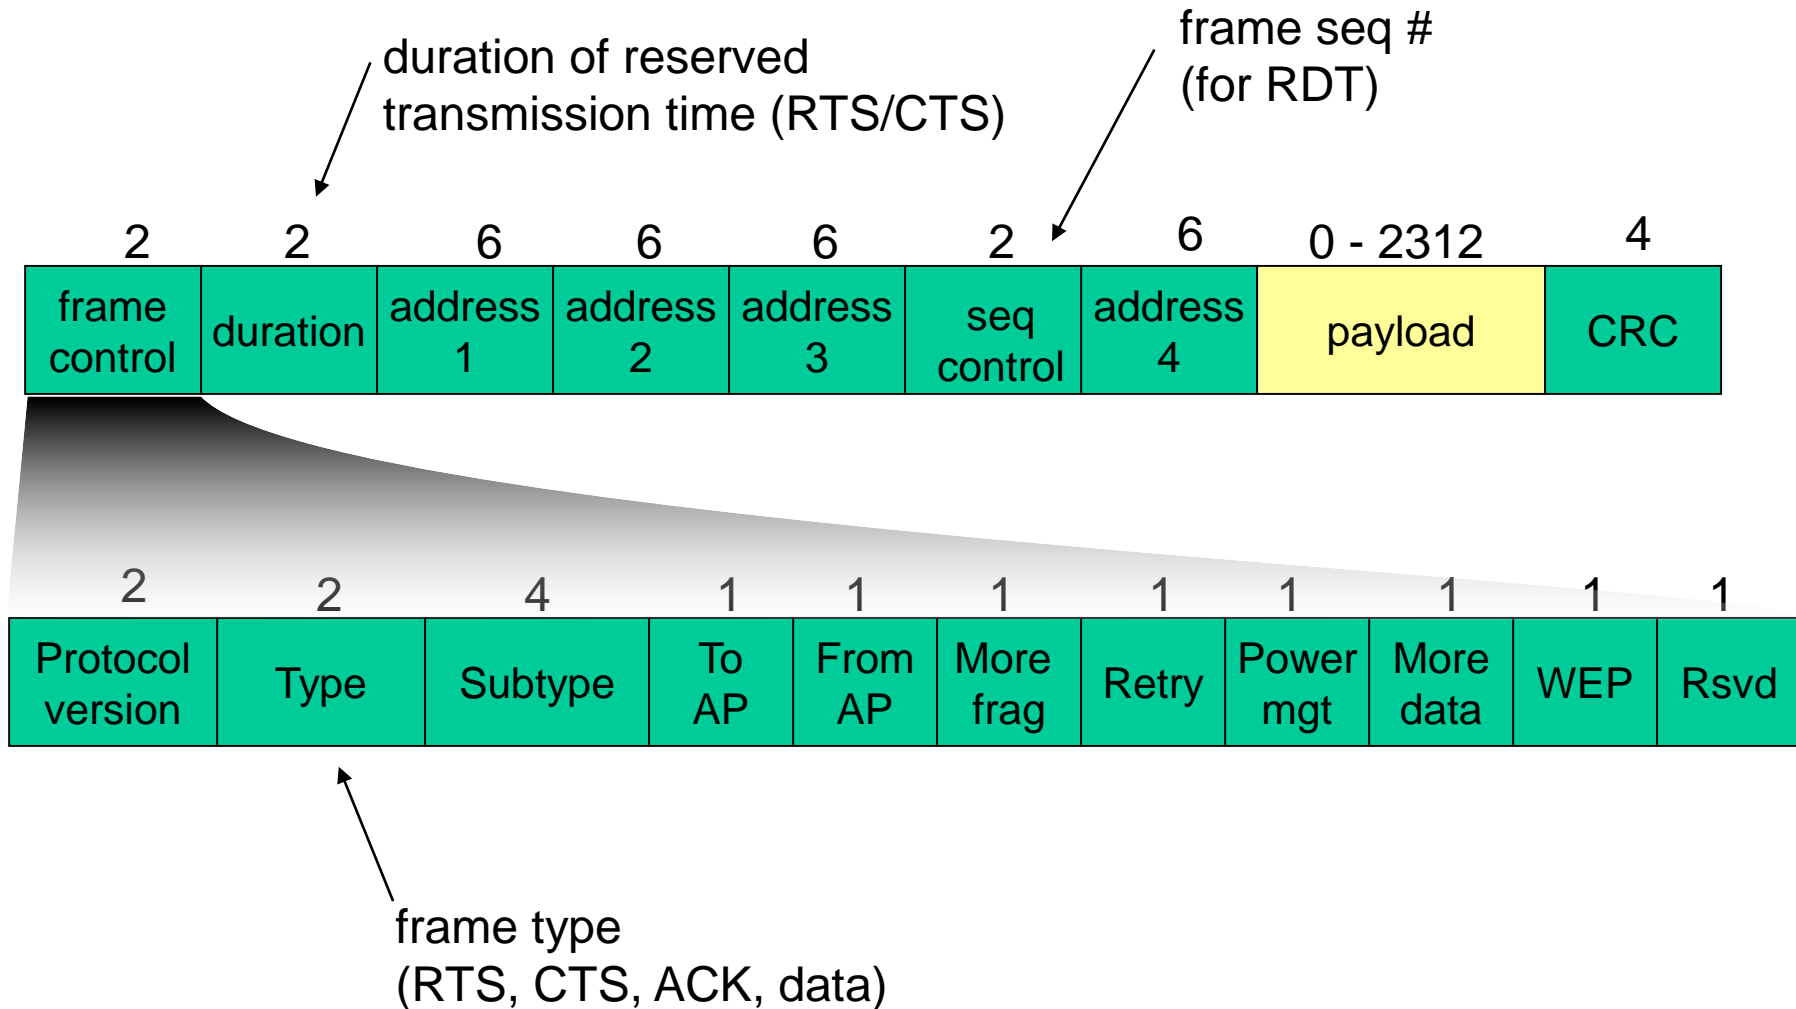 duration of reserved
transmission time (RTS/CTS)
frame seq #
(for RDT)
2 2 6 6 6 2 6 0 - 2312 4
frame
control
duration
address
1
address
2
address
3
seq
control
address
4
payload
CRC
2 2 4 1 1 1 1 1 1 1 1
Protocol
version
Type
Subtype
To
AP
From
AP
More
frag
Retry
Power
mgt
More
data
WEP
Rsvd
frame type
(RTS, CTS, ACK, data)